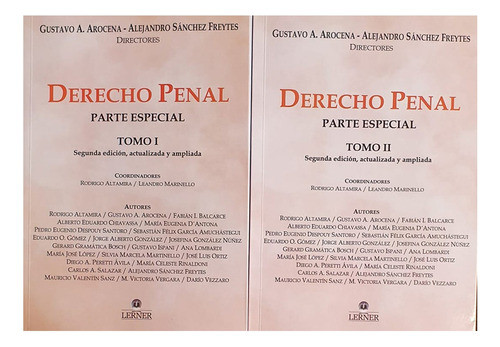 GUSTAVO A. AROCENA - ALEJANDRO SÁNCHEZ FREYTES
DIRECTORES
DERECHO PENAL
PARTE ESPECIAL
TOMO I
Segunda edición, actualizada y ampliada
COORDINADORES
RODRIGO ALTAMIRA / LEANDRO MARINELLO
AUTORES
RODRIGO ALTAMIRA / GUSTAVO A. AROCENA / FABIÁN I. BALCARCE
ALBERTO EDUARDO CHIAVASSA / MARÍA EUGENIA D'ANTONA
PEDRO EUGENIO DESPOUY SANTORO / SEBASTIÁN FÉLIX GARCÍA AMUCHÁSTEGUI
EDUARDO O. GÓMEZ / JORGE ALBERTO GONZÁLEZ / JOSEFINA GONZÁLEZ NÚÑEZ
GERARD GRAMÁTICA BOSCH / GUSTAVO ISPANI / ANA LOMBARDI
MARÍA JOSÉ LÓPEZ / SILVIA MARCELA MARTINELLO / JOSÉ LUIS ORTIZ
DIEGO A. PERETTI ÁVILA / MARÍA CELESTE RINALDONI
CARLOS A. SALAZAR / ALEJANDRO SÁNCHEZ FREYTES
MAURICIO VALENTÍN SANZ / M. VICTORIA VERGARA / DARÍO VEZZARO
LERNER
GUSTAVO A. AROCENA - ALEJANDRO SÁNCHEZ FREYTES
DIRECTORES
DERECHO PENAL
PARTE ESPECIAL
TOMO II
Segunda edición, actualizada y ampliada
COORDINADORES
RODRIGO ALTAMIRA / LEANDRO MARINELLO
AUTORES
RODRIGO ALTAMIRA / GUSTAVO A. AROCENA / FABIÁN I. BALCARCE
ALBERTO EDUARDO CHIAVASSA / MARÍA EUGENIA D'ANTONA
PEDRO EUGENIO DESPOUY SANTORO / SEBASTIÁN FÉLIX GARCÍA AMUCHÁSTEGUI
EDUARDO O. GÓMEZ / JORGE ALBERTO GONZÁLEZ / JOSEFINA GONZÁLEZ NÚÑEZ
GERARD GRAMÁTICA BOSCH / GUSTAVO ISPANI / ANA LOMBARDI
MARÍA JOSÉ LÓPEZ / SILVIA MARCELA MARTINELLO / JOSÉ LUIS ORTIZ
DIEGO A. PERETTI ÁVILA / MARÍA CELESTE RINALDONI
CARLOS A. SALAZAR / ALEJANDRO SÁNCHEZ FREYTES
MAURICIO VALENTÍN SANZ / M. VICTORIA VERGARA / DARÍO VEZZARO
LERNER